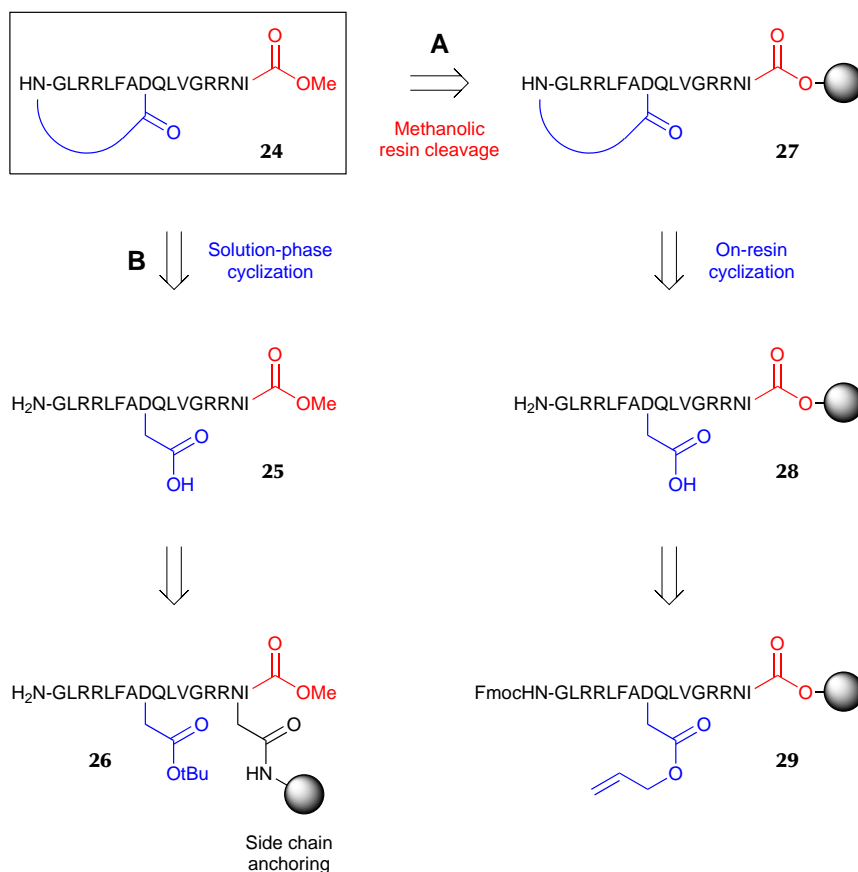 A
HN-GLRRLFADQLVGRRNI
O
O
OMe
24
Methanolic
resin cleavage
HN-GLRRLFADQLVGRRNI
O
O
O
27
B
Solution-phase
cyclization
On-resin
cyclization
H2N-GLRRLFADQLVGRRNI
O
OMe
O
OH
25
H2N-GLRRLFADQLVGRRNI
O
O
O
OH
28
H2N-GLRRLFADQLVGRRNI
O
OMe
O
OtBu
O
HN
26
Side chain
anchoring
FmocHN-GLRRLFADQLVGRRNI
O
O
O
O
29